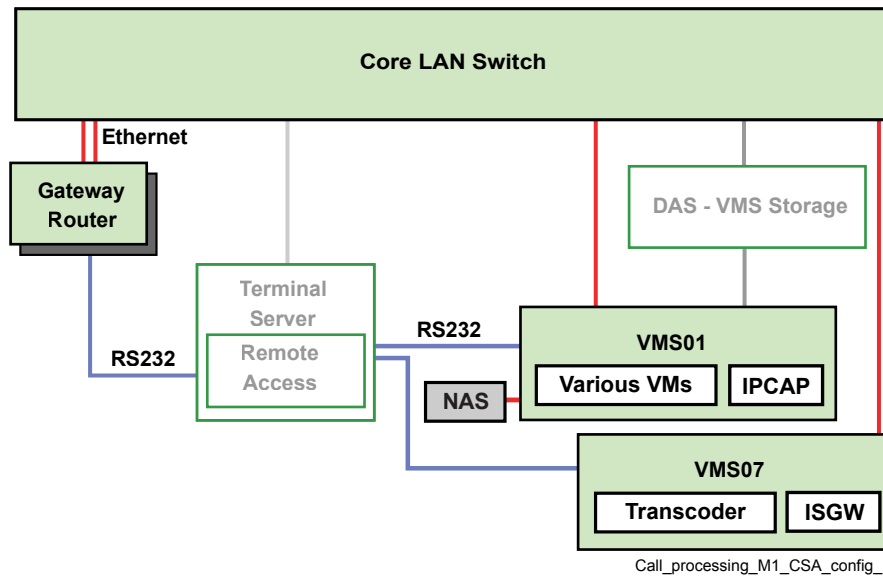 Core LAN Switch
Ethernet
Gateway
Router
DAS - VMS Storage
Terminal
Server
Remote
Access
RS232
RS232
VMS01
Various VMs
IPCAP
NAS
VMS07
Transcoder
ISGW
Call_processing_M1_CSA_config_